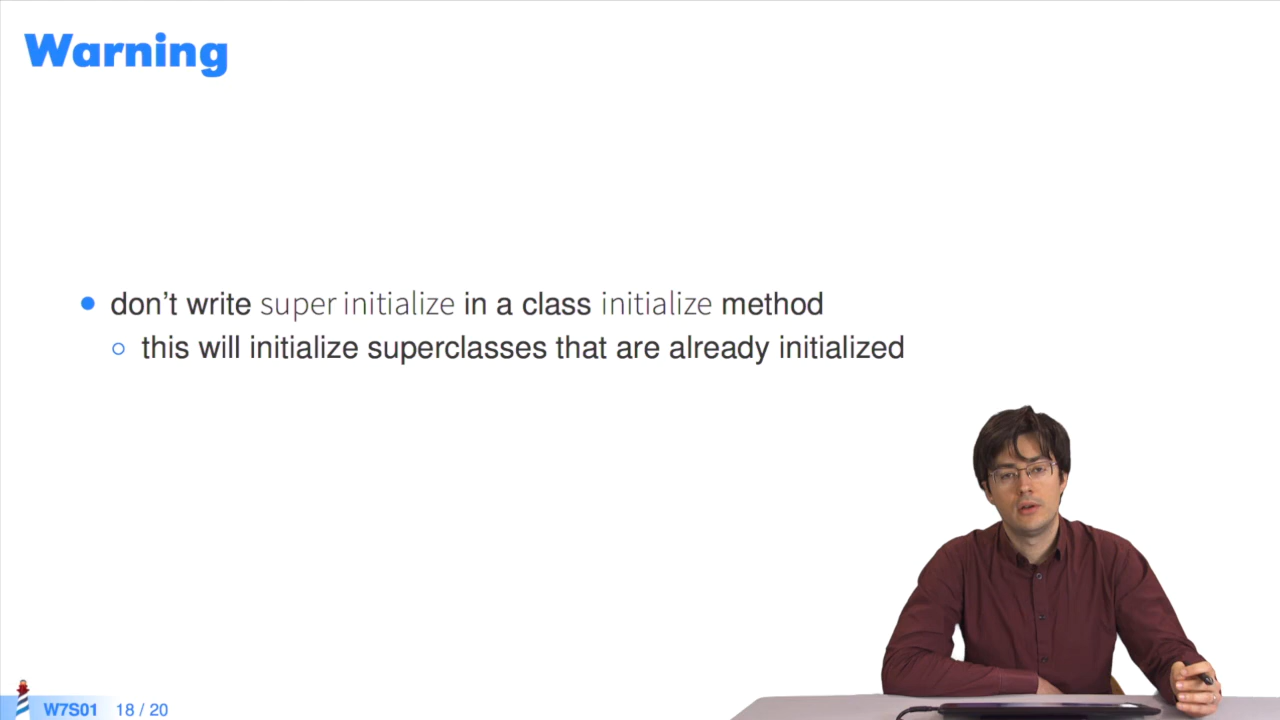 Warning
don't write super initialize in a class initialize method
this will initialize superclasses that are already initialized
W7S01 18 / 20